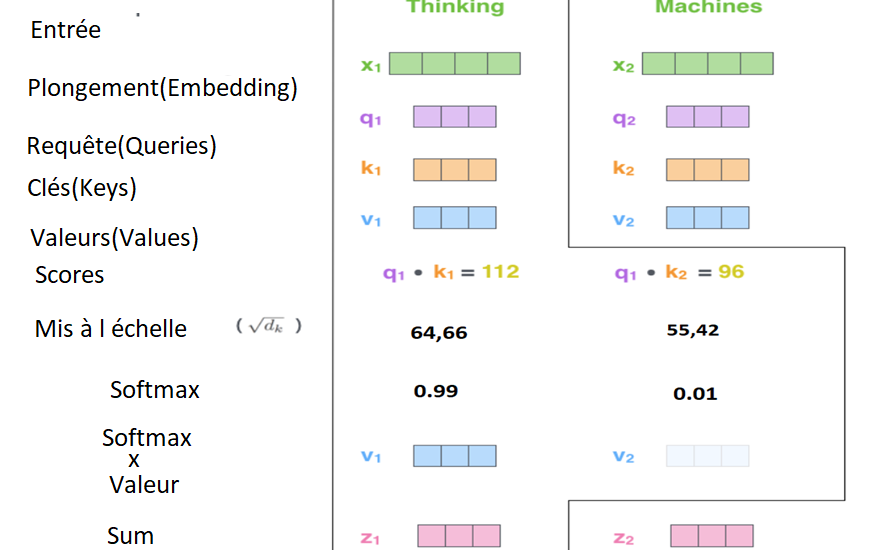 Thinking Machines
Entrée
x₁ x₂
Plongement(Embedding)
q₁ q₂
Requête(Queries)
k₁ k₂
Clés(Keys)
v₁ v₂
Valeurs(Values)
Scores q₁ • k₁ = 112 q₁ • k₂ = 96
Mis à l échelle (√dₖ) 64,66 55,42
Softmax 0.99 0.01
Softmax
x v₁ v₂
Valeur
Sum z₁ z₂